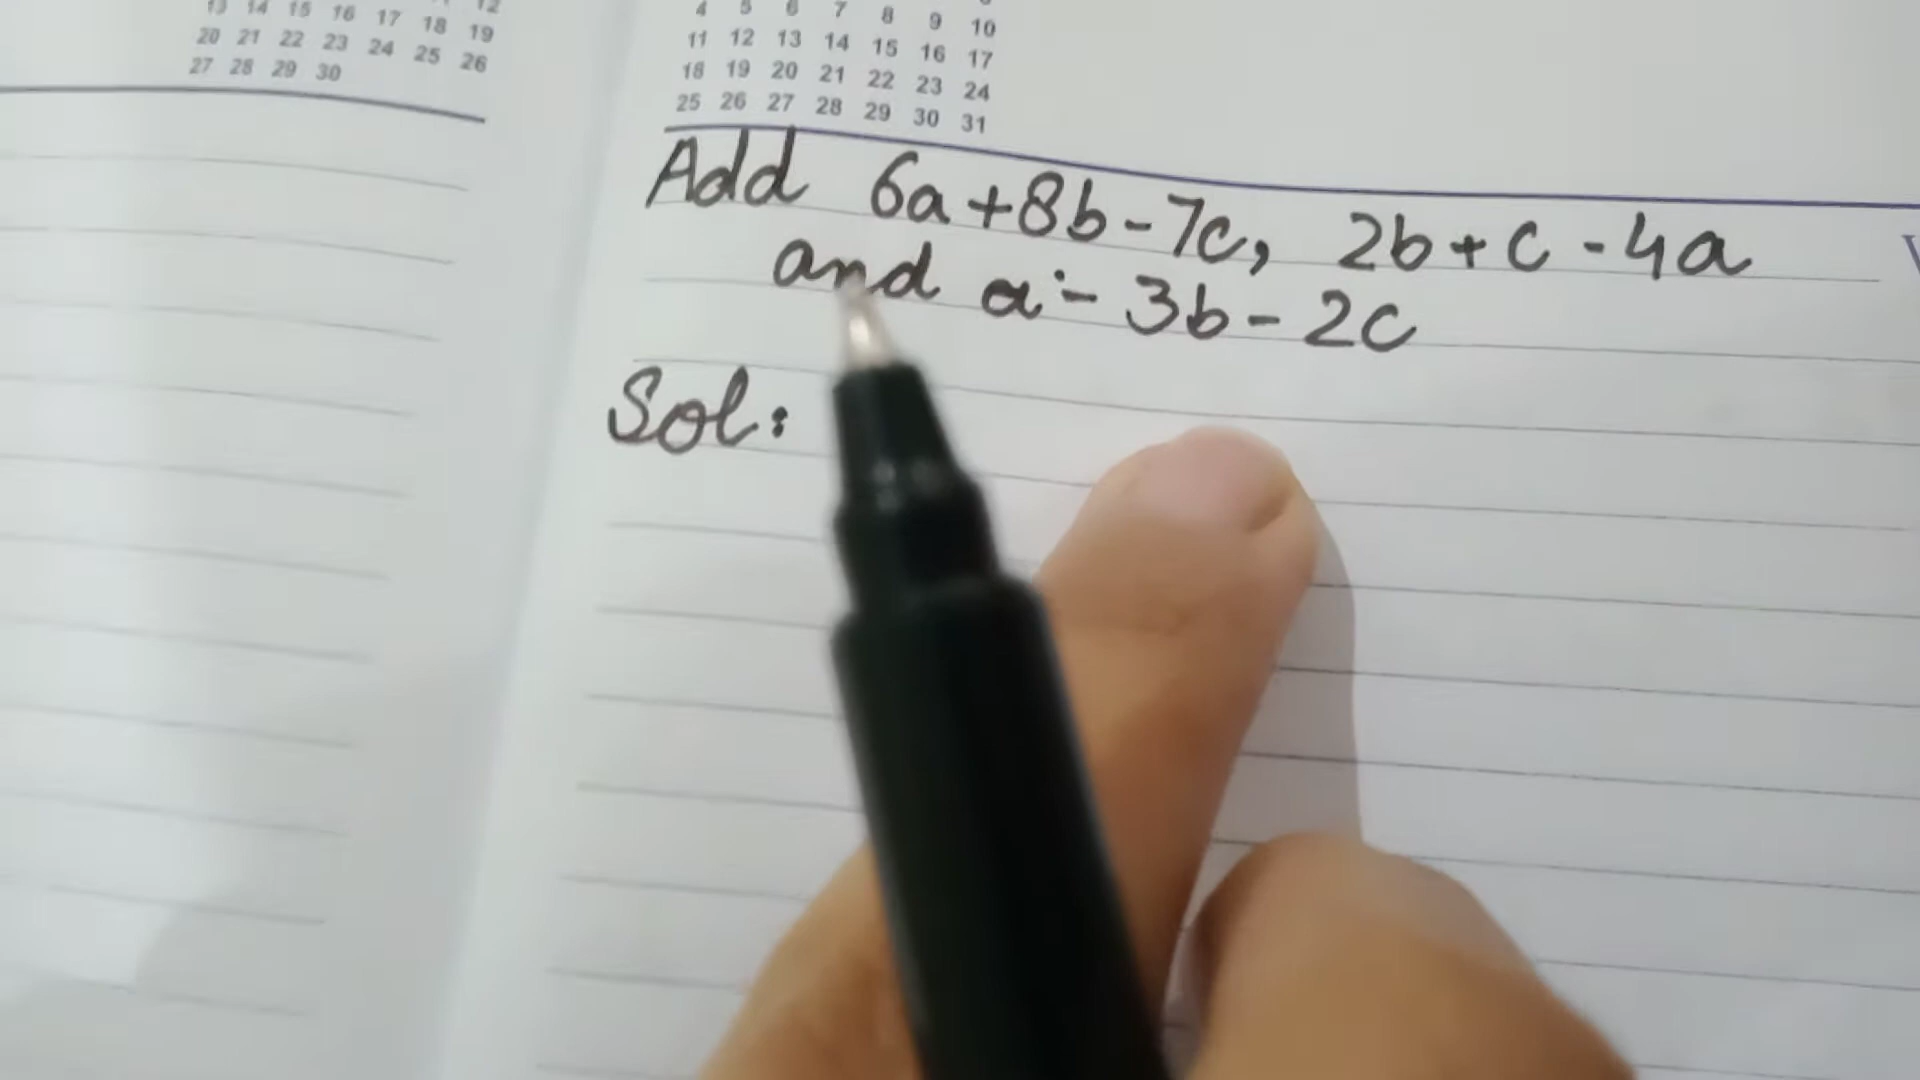 12
13 14 15 16 17 18 19
20 21 22 23 24 25 26
27 28 29 30
4 5 6 7 8 9 10
11 12 13 14 15 16 17
18 19 20 21 22 23 24
25 26 27 28 29 30 31
Add 6a+8b-7c, 2b+c-4a
and a-3b-2c
Sol: